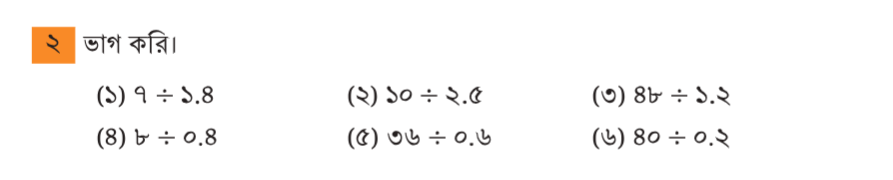 ২ ভাগ করি।
(১) ৭ ÷ ১.৪ (২) ১০ ÷ ২.৫ (৩) ৪৮ ÷ ১.২
(৪) ৮ ÷ ০.৪ (৫) ৩৬ ÷ ০.৬ (৬) ৪০ ÷ ০.২